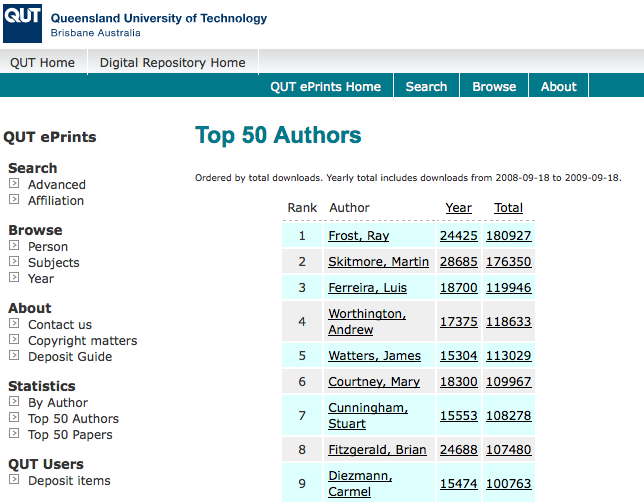 QUT
Queensland University of Technology
Brisbane Australia
QUT Home Digital Repository Home
QUT ePrints Home Search Browse About
QUT ePrints
Search
Advanced
Affiliation
Browse
Person
Subjects
Year
About
Contact us
Copyright matters
Deposit Guide
Statistics
By Author
Top 50 Authors
Top 50 Papers
QUT Users
Deposit items
Top 50 Authors
Ordered by total downloads. Yearly total includes downloads from 2008-09-18 to 2009-09-18.
Rank Author Year Total
1 Frost, Ray 24425 180927
2 Skitmore, Martin 28685 176350
3 Ferreira, Luis 18700 119946
4 Worthington, Andrew 17375 118633
5 Watters, James 15304 113029
6 Courtney, Mary 18300 109967
7 Cunningham, Stuart 15553 108278
8 Fitzgerald, Brian 24688 107480
9 Diezmann, Carmel 15474 100763